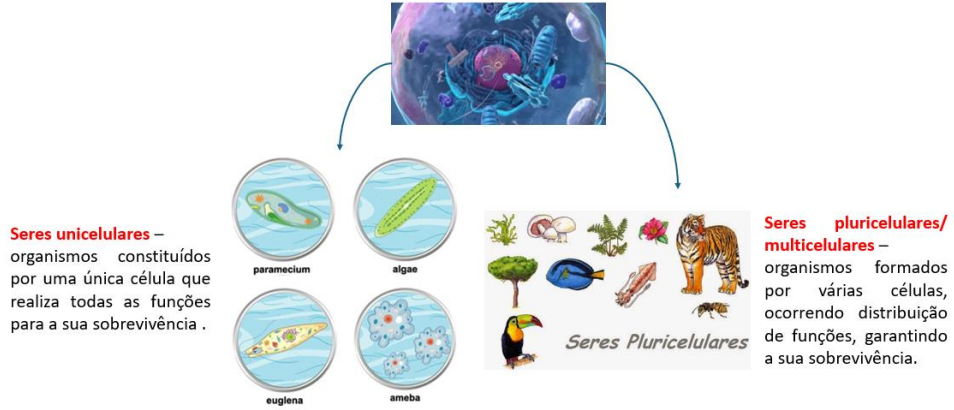 Seres unicelulares –
organismos constituídos
por uma única célula que
realiza todas as funções
para a sua sobrevivência .
paramecium
algae
euglena
ameba
Seres Pluricelulares
Seres pluricelulares/
multicelulares –
organismos formados
por várias células,
ocorrendo distribuição
de funções, garantindo
a sua sobrevivência.